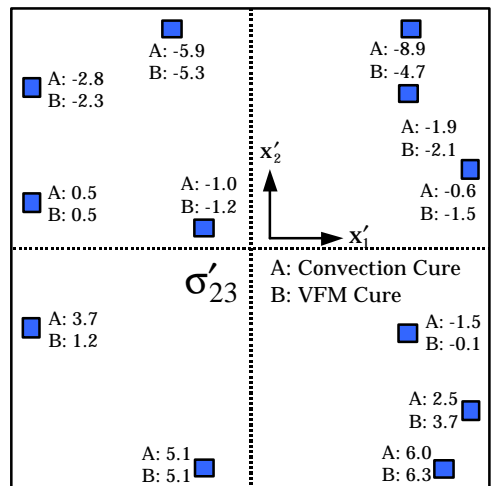 A: -5.9
B: -5.3
A: -8.9
B: -4.7
A: -2.8
B: -2.3
A: -1.9
B: -2.1
x′2
A: 0.5
B: 0.5
A: -1.0
B: -1.2
A: -0.6
B: -1.5
x′1
σ′23
A: Convection Cure
B: VFM Cure
A: 3.7
B: 1.2
A: -1.5
B: -0.1
A: 2.5
B: 3.7
A: 5.1
B: 5.1
A: 6.0
B: 6.3